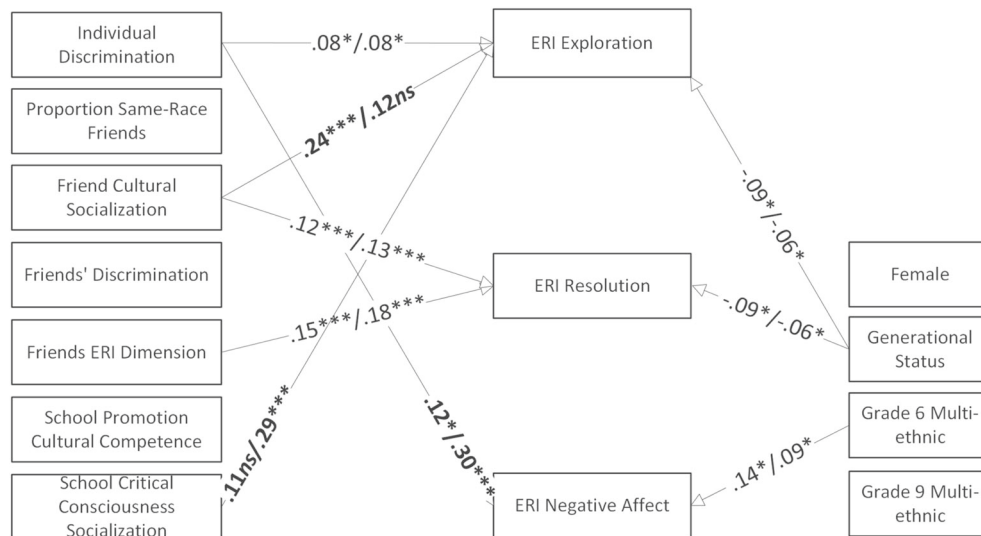 Individual
Discrimination
Proportion Same-Race
Friends
Friend Cultural
Socialization
Friends' Discrimination
Friends ERI Dimension
School Promotion
Cultural Competence
School Critical
Consciousness
Socialization
.08*/.08*
.24***/.12ns
.12***/.13***
.15***/.18***
.11ns/.29***
.12*/.30***
ERI Exploration
ERI Resolution
ERI Negative Affect
-.09*/-.06*
-.09*/-.06*
.14*/.09*
Female
Generational
Status
Grade 6 Multi-
ethnic
Grade 9 Multi-
ethnic